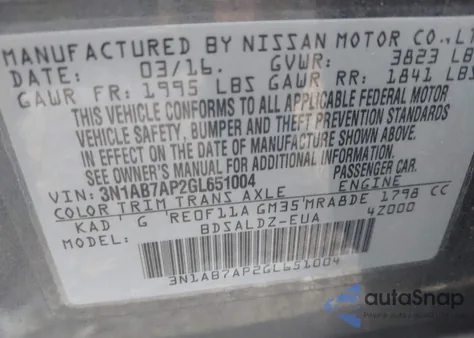 MANUFACTURED BY NISSAN MOTOR CO., LT
DATE: 03/16. GVWR: 3823 LB
GAWR FR: 1995 LBS GAWR RR: 1841 LB
THIS VEHICLE CONFORMS TO ALL APPLICABLE FEDERAL MOTOR
VEHICLE SAFETY, BUMPER AND THEFT PREVENTION STANDARDS
IN EFFECT ON THE DATE OF MANUFACTURE SHOWN ABOVE.
SEE OWNER'S MANUAL FOR ADDITIONAL INFORMATION.
PASSENGER CAR
VIN: 3N1AB7AP2GL651004
COLOR TRIM TRANS AXLE ENGINE
KAD G RE0F11A GM35 MRA8DE 1798 CC
MODEL: BDSALDZ-EUA 4Z000
3N1AB7AP2GL651004
autoSnap